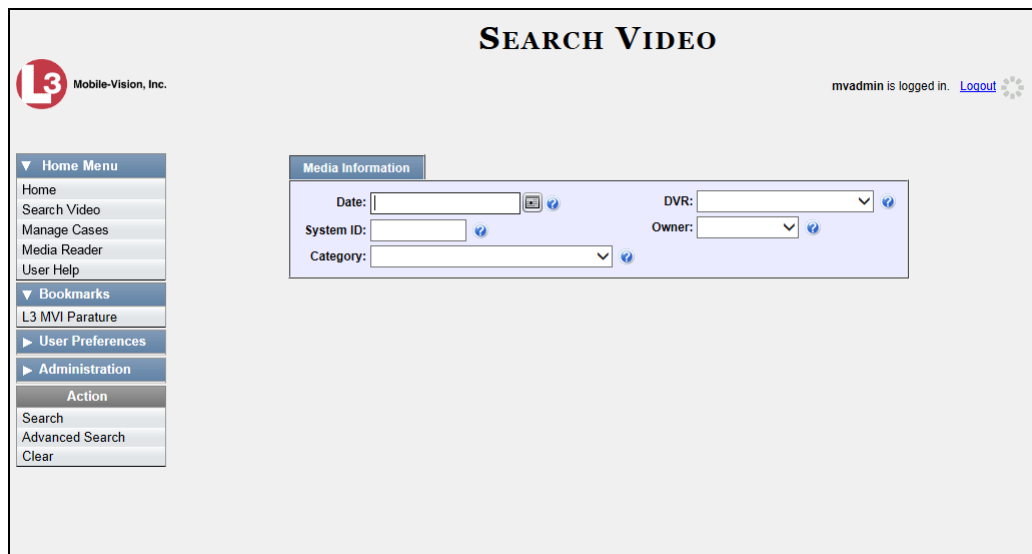 SEARCH VIDEO
L3 Mobile-Vision, Inc.
mvadmin is logged in. Logout
▼ Home Menu
Home
Search Video
Manage Cases
Media Reader
User Help
▼ Bookmarks
L3 MVI Parature
▶ User Preferences
▶ Administration
Action
Search
Advanced Search
Clear
Media Information
Date: ? DVR: ?
System ID: ? Owner: ?
Category: ?